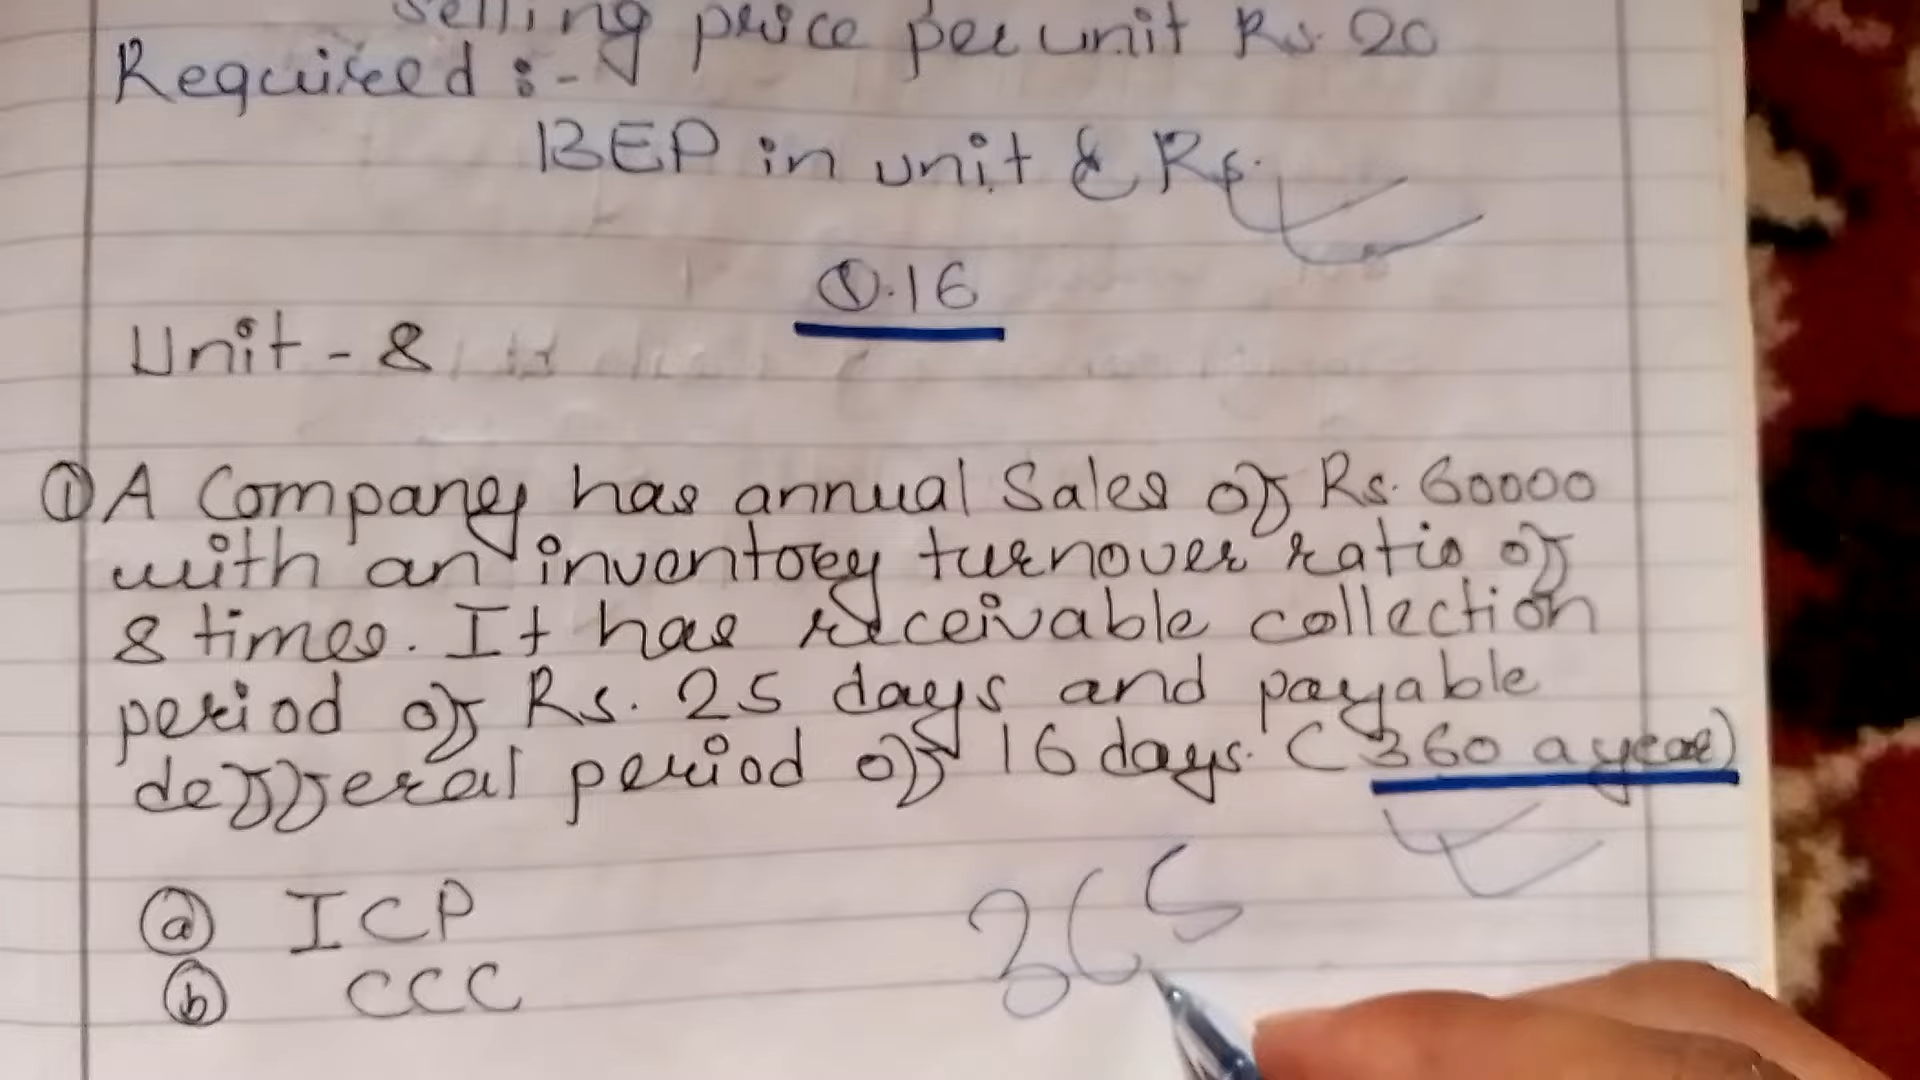 selling price per unit Rs. 20
Required :-
BEP in unit & Rs.
Q.16
Unit - 8
① A Company has annual Sales of Rs. 60000
with an inventory turnover ratio of
8 times. It has receivable collection
period of Rs. 25 days and payable
defferal period of 16 days. (360 a year)
ⓐ ICP
365
ⓑ CCC